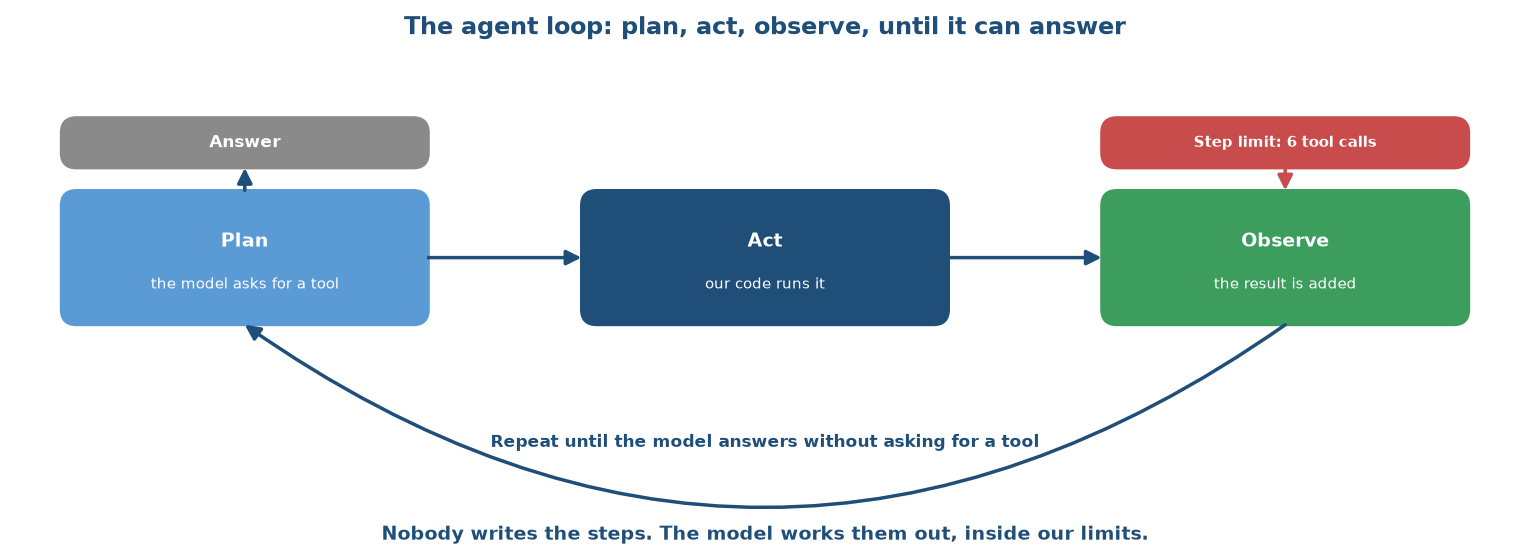 The agent loop: plan, act, observe, until it can answer
Answer
Step limit: 6 tool calls
Plan
the model asks for a tool
Act
our code runs it
Observe
the result is added
Repeat until the model answers without asking for a tool
Nobody writes the steps. The model works them out, inside our limits.